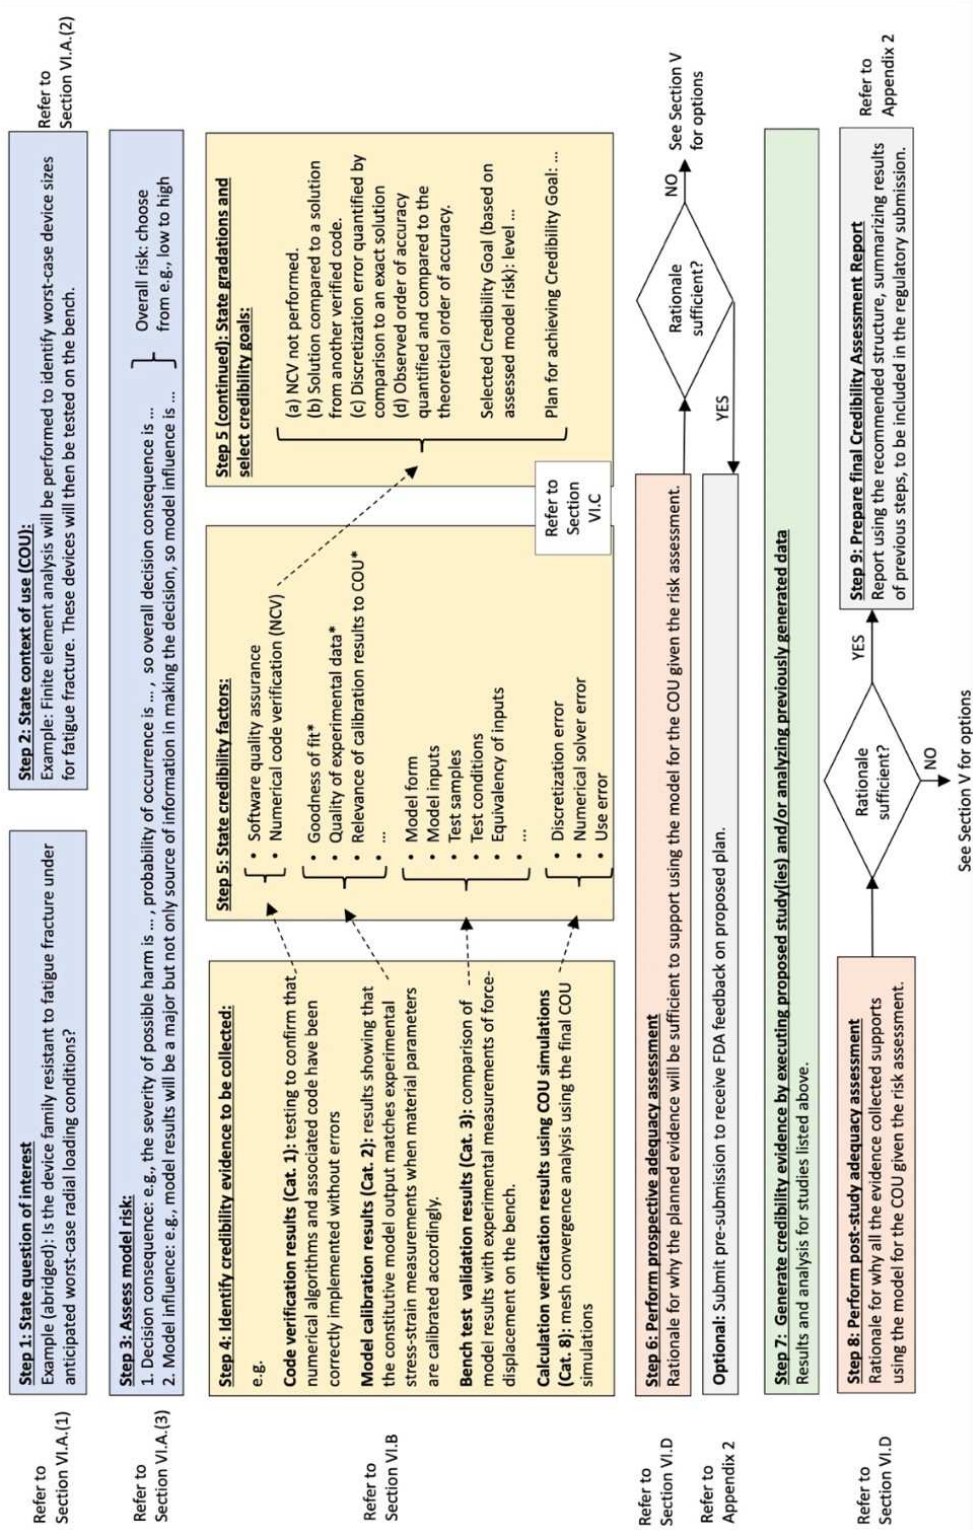 Refer to
Section VI.A.(1)
Step 1: State question of interest
Example (abridged): Is the device family resistant to fatigue fracture under
anticipated worst-case radial loading conditions?
Step 2: State context of use (COU):
Example: Finite element analysis will be performed to identify worst-case device sizes
for fatigue fracture. These devices will then be tested on the bench.
Refer to
Section VI.A.(2)
Refer to
Section VI.A.(3)
Step 3: Assess model risk:
1. Decision consequence: e.g., the severity of possible harm is ... , probability of occurrence is ... , so overall decision consequence is ...
2. Model influence: e.g., model results will be a major but not only source of information in making the decision, so model influence is ...
Overall risk: choose
from e.g., low to high
Refer to
Section VI.B
Step 4: Identify credibility evidence to be collected:
e.g.
Code verification results (Cat. 1): testing to confirm that
numerical algorithms and associated code have been
correctly implemented without errors
Model calibration results (Cat. 2): results showing that
the constitutive model output matches experimental
stress-strain measurements when material parameters
are calibrated accordingly.
Bench test validation results (Cat. 3): comparison of
model results with experimental measurements of force-
displacement on the bench.
Calculation verification results using COU simulations
(Cat. 8): mesh convergence analysis using the final COU
simulations
Step 5: State credibility factors:
• Software quality assurance
• Numerical code verification (NCV)
• Goodness of fit*
• Quality of experimental data*
• Relevance of calibration results to COU*
• ...
• Model form
• Model inputs
• Test samples
• Test conditions
• Equivalency of inputs
• ...
• Discretization error
• Numerical solver error
• Use error
Refer to
Section
VI.C
Step 5 (continued): State gradations and
select credibility goals:
(a) NCV not performed.
(b) Solution compared to a solution
from another verified code.
(c) Discretization error quantified by
comparison to an exact solution
(d) Observed order of accuracy
quantified and compared to the
theoretical order of accuracy.
Selected Credibility Goal (based on
assessed model risk): level ...
Plan for achieving Credibility Goal: ...
Refer to
Section VI.D
Step 6: Perform prospective adequacy assessment
Rationale for why the planned evidence will be sufficient to support using the model for the COU given the risk assessment.
Rationale
sufficient?
NO
See Section V
for options
YES
Refer to
Appendix 2
Optional: Submit pre-submission to receive FDA feedback on proposed plan.
Step 7: Generate credibility evidence by executing proposed study(ies) and/or analyzing previously generated data
Results and analysis for studies listed above.
Refer to
Section VI.D
Step 8: Perform post-study adequacy assessment
Rationale for why all the evidence collected supports
using the model for the COU given the risk assessment.
Rationale
sufficient?
YES
NO
See Section V for options
Step 9: Prepare final Credibility Assessment Report
Report using the recommended structure, summarizing results
of previous steps, to be included in the regulatory submission.
Refer to
Appendix 2